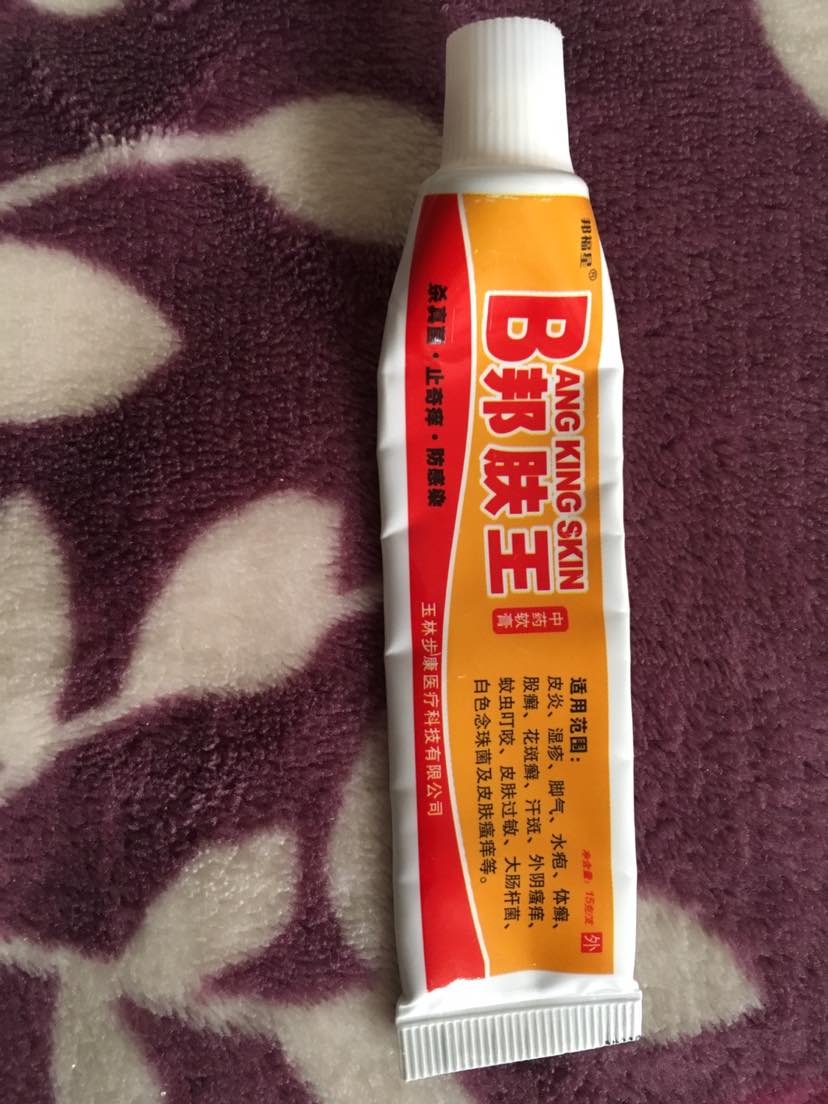 邦福星®
BANG KING SKIN
邦肤王
中药
软膏
杀真菌·止奇痒·防感染
玉林步康医疗科技有限公司
适用范围：
皮炎、湿疹、脚气、水疱、体癣、
股癣、花斑癣、汗斑、外阴瘙痒、
蚊虫叮咬、皮肤过敏、大肠杆菌、
白色念珠菌及皮肤瘙痒等。
净含量：15克/支
外